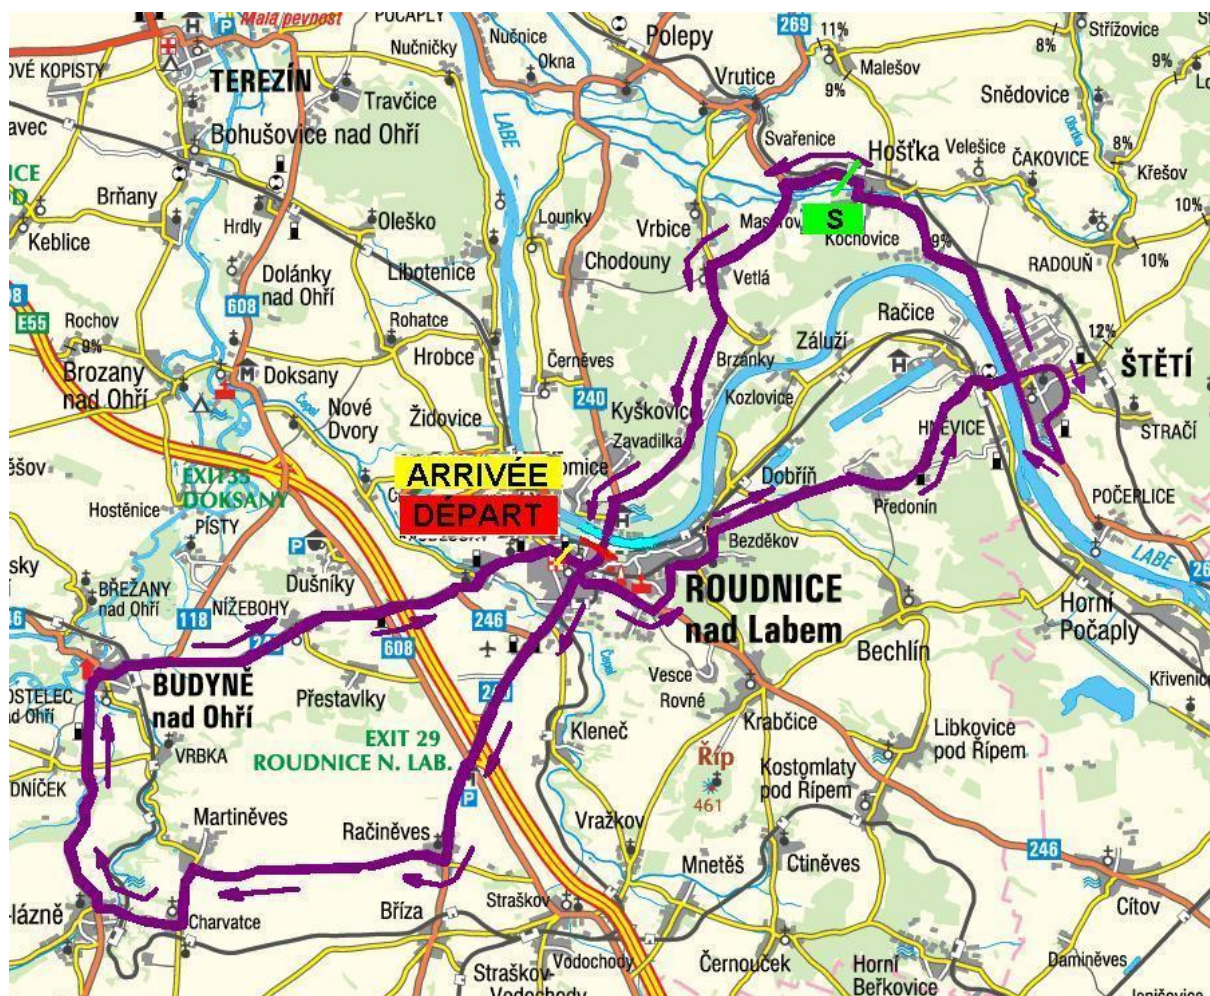 Malá pevnost
POČAPLY
269
11%
Střížovice
Nučnice
Polepy
8%
NOVÉ KOPISTY
TEREZÍN
Nučničky
Okna
Vrutice
Malešov
9%
9%
Snědovice
Travčice
LABE
Obrtka
Bohušovice nad Ohří
Svařenice
Hošťka
Velešice
8%
ČAKOVICE
Křešov
Brňany
Hrdly
Oleško
Lounky
Vrbice
S
10%
Keblice
Kochovice
9%
RADOUŇ
10%
Dolánky
nad Ohří
Libotenice
Chodouny
Vetlá
608
E55
Rochov
9%
Rohatce
Račice
12%
Hrobce
Záluží
Brozany
nad Ohří
M
Doksany
Černěves
Brzánky
H
ŠTĚTÍ
Čepel
240
Kozlovice
Nové
Dvory
Židovice
Kyškovice
Zavadilka
HNĚVICE
STRAČÍ
ARRIVÉE
DÉPART
EXIT 35
DOKSANY
Dobříň
Hostěnice
PÍSTY
Předonín
POČEPLICE
P
Bezděkov
LABE
Dušníky
BŘEŽANY
nad Ohří
NÍŽEBOHY
ROUDNICE
nad Labem
118
246
608
Horní
Počaply
Čepel
Bechlín
BUDYNĚ
nad Ohří
Přestavlky
Vesce
Rovné
Křivenice
Krabčice
VRBKA
EXIT 29
ROUDNICE N. LAB.
Kleneč
Libkovice
pod Řípem
Říp
461
Kostomlaty
pod Řípem
P
Martiněves
Račiněves
Vražkov
246
Mnetěš
Ctiněves
Charvatce
Bříza
Straškov
Cítov
Vodochody
Černouček
Horní
Beřkovice
Daminěves
Straškov-
Vodochody